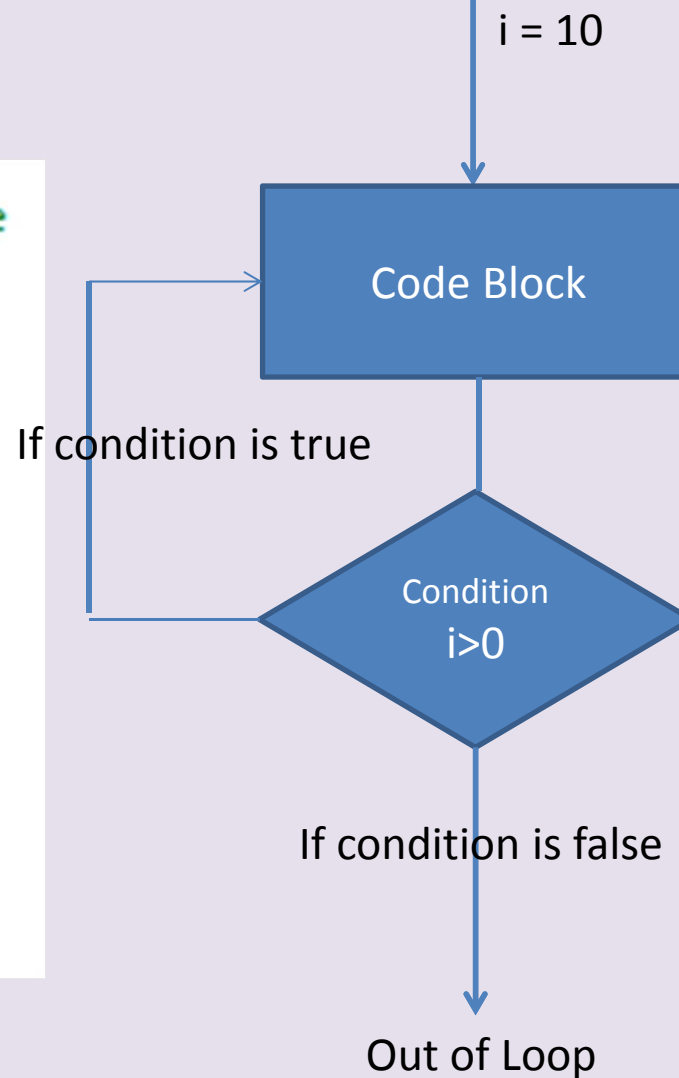 i = 10
Code Block
If condition is true
Condition
i>0
If condition is false
Out of Loop